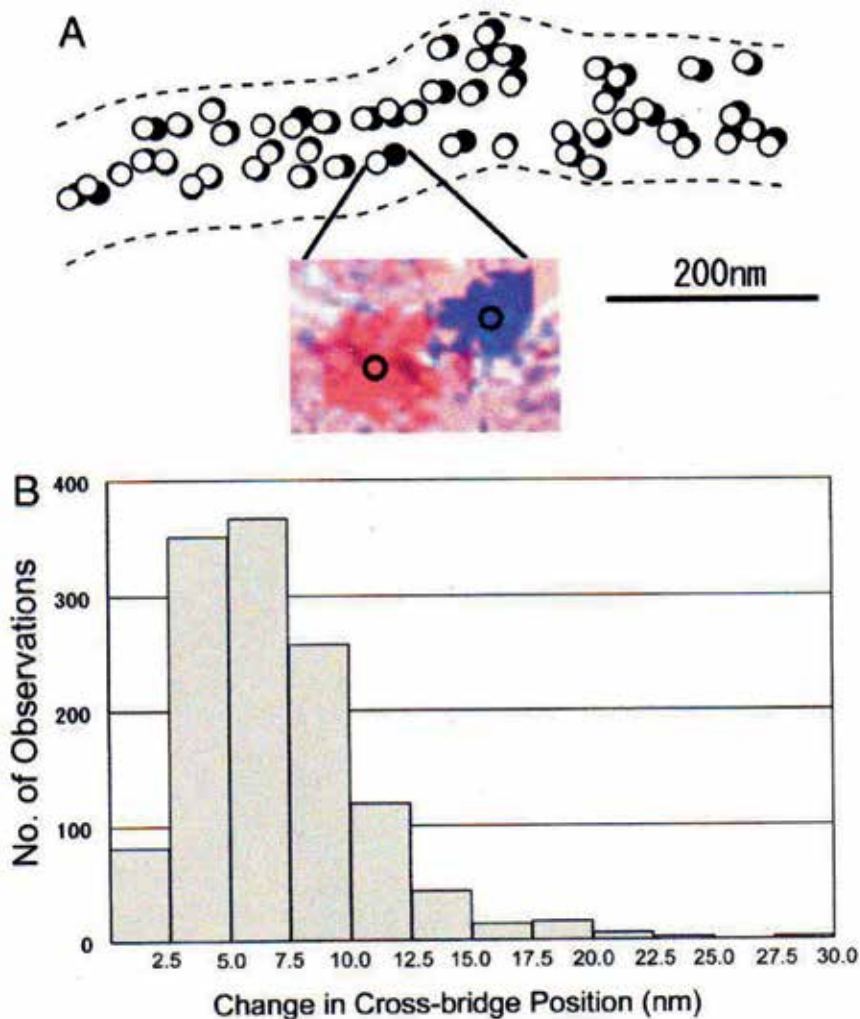 A
200nm
B
400
300
200
100
0
No. of Observations
2.5 5.0 7.5 10.0 12.5 15.0 17.5 20.0 22.5 25.0 27.5 30.0
Change in Cross-bridge Position (nm)